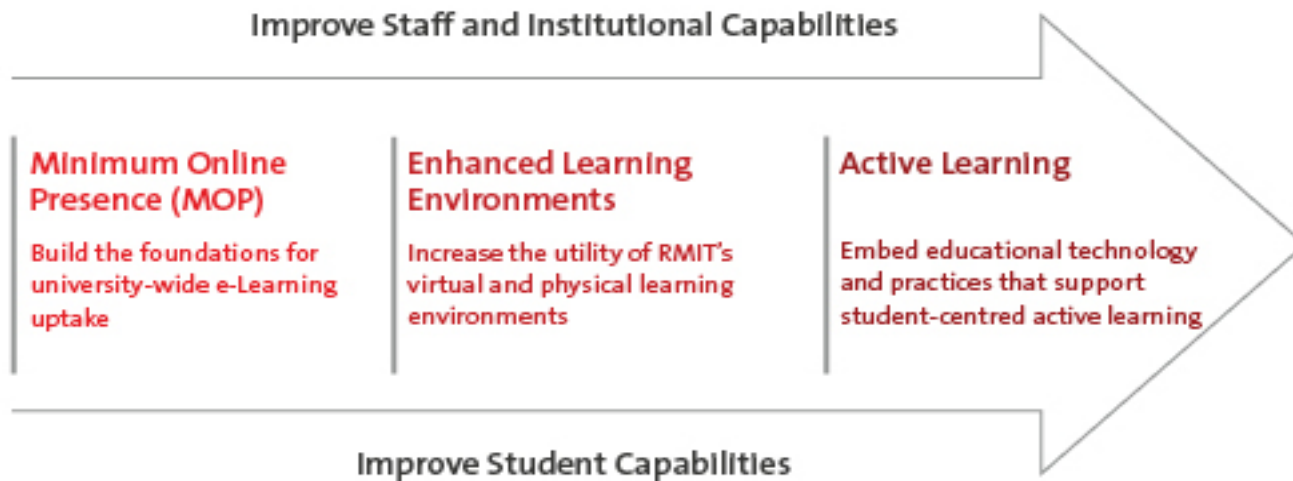 Improve Staff and Institutional Capabilities
Minimum Online
Presence (MOP)
Build the foundations for
university-wide e-Learning
uptake
Enhanced Learning
Environments
Increase the utility of RMIT's
virtual and physical learning
environments
Active Learning
Embed educational technology
and practices that support
student-centred active learning
Improve Student Capabilities